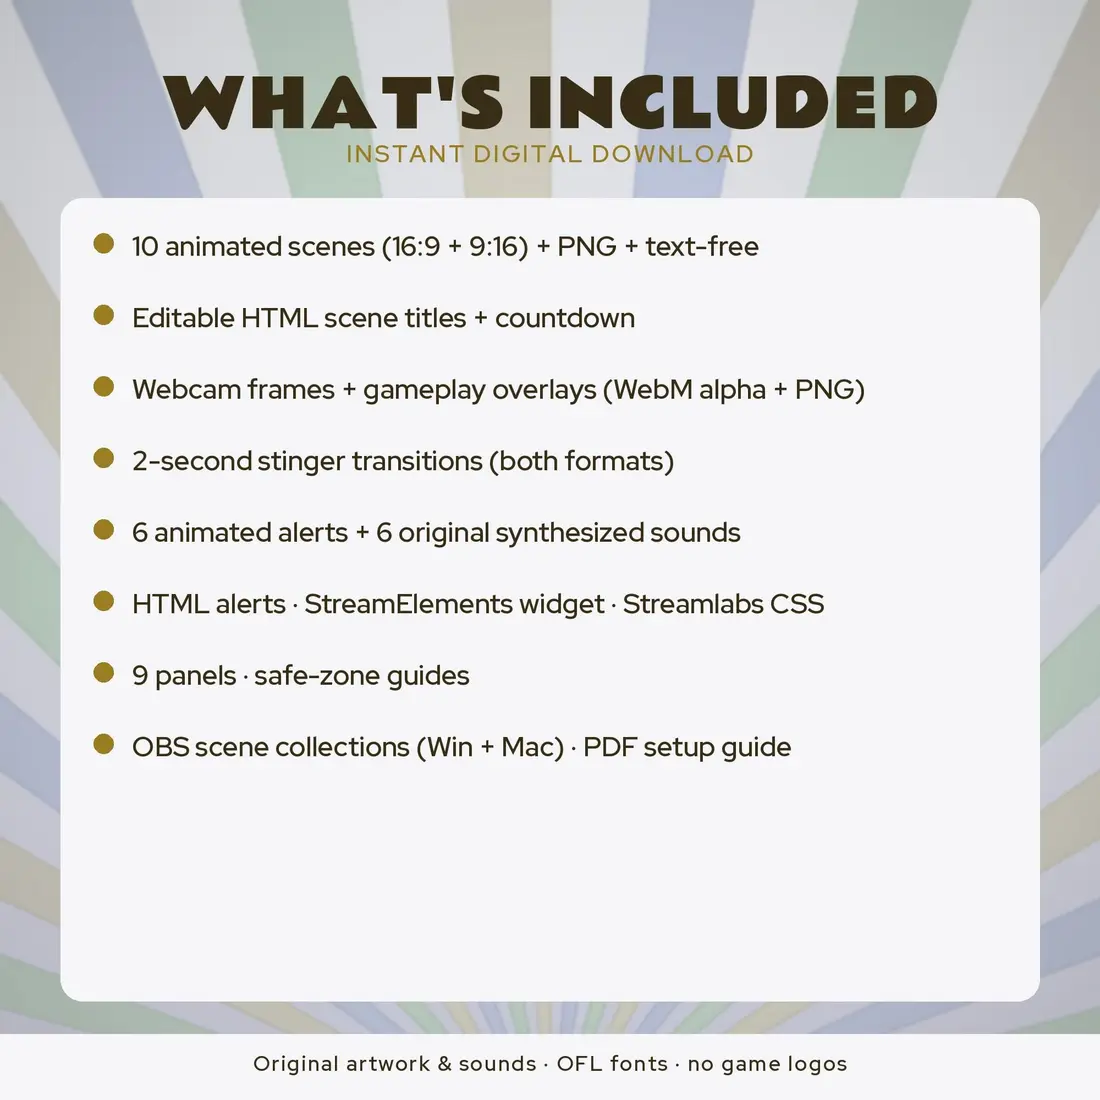 WHAT'S INCLUDED
INSTANT DIGITAL DOWNLOAD
10 animated scenes (16:9 + 9:16) + PNG + text-free
Editable HTML scene titles + countdown
Webcam frames + gameplay overlays (WebM alpha + PNG)
2-second stinger transitions (both formats)
6 animated alerts + 6 original synthesized sounds
HTML alerts · StreamElements widget · Streamlabs CSS
9 panels · safe-zone guides
OBS scene collections (Win + Mac) · PDF setup guide
Original artwork & sounds · OFL fonts · no game logos